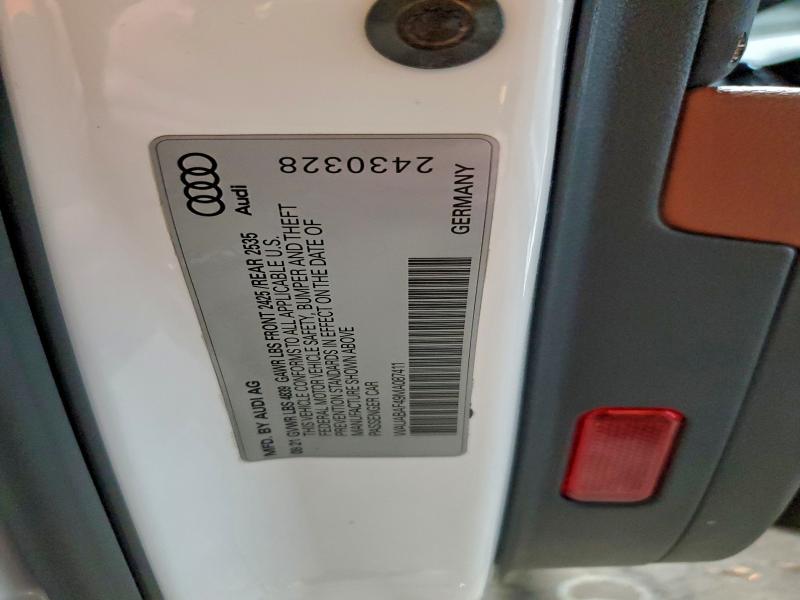 Audi
2430328
MFD. BY AUDI AG
GERMANY
GVWR LBS 4839 GAWR LBS FRONT 2425 /REAR 2535
THIS VEHICLE CONFORMS TO ALL APPLICABLE U.S.
FEDERAL MOTOR VEHICLE SAFETY, BUMPER AND THEFT
PREVENTION STANDARDS IN EFFECT ON THE DATE OF
MANUFACTURE SHOWN ABOVE
PASSENGER CAR
WAUABAF49MA087411